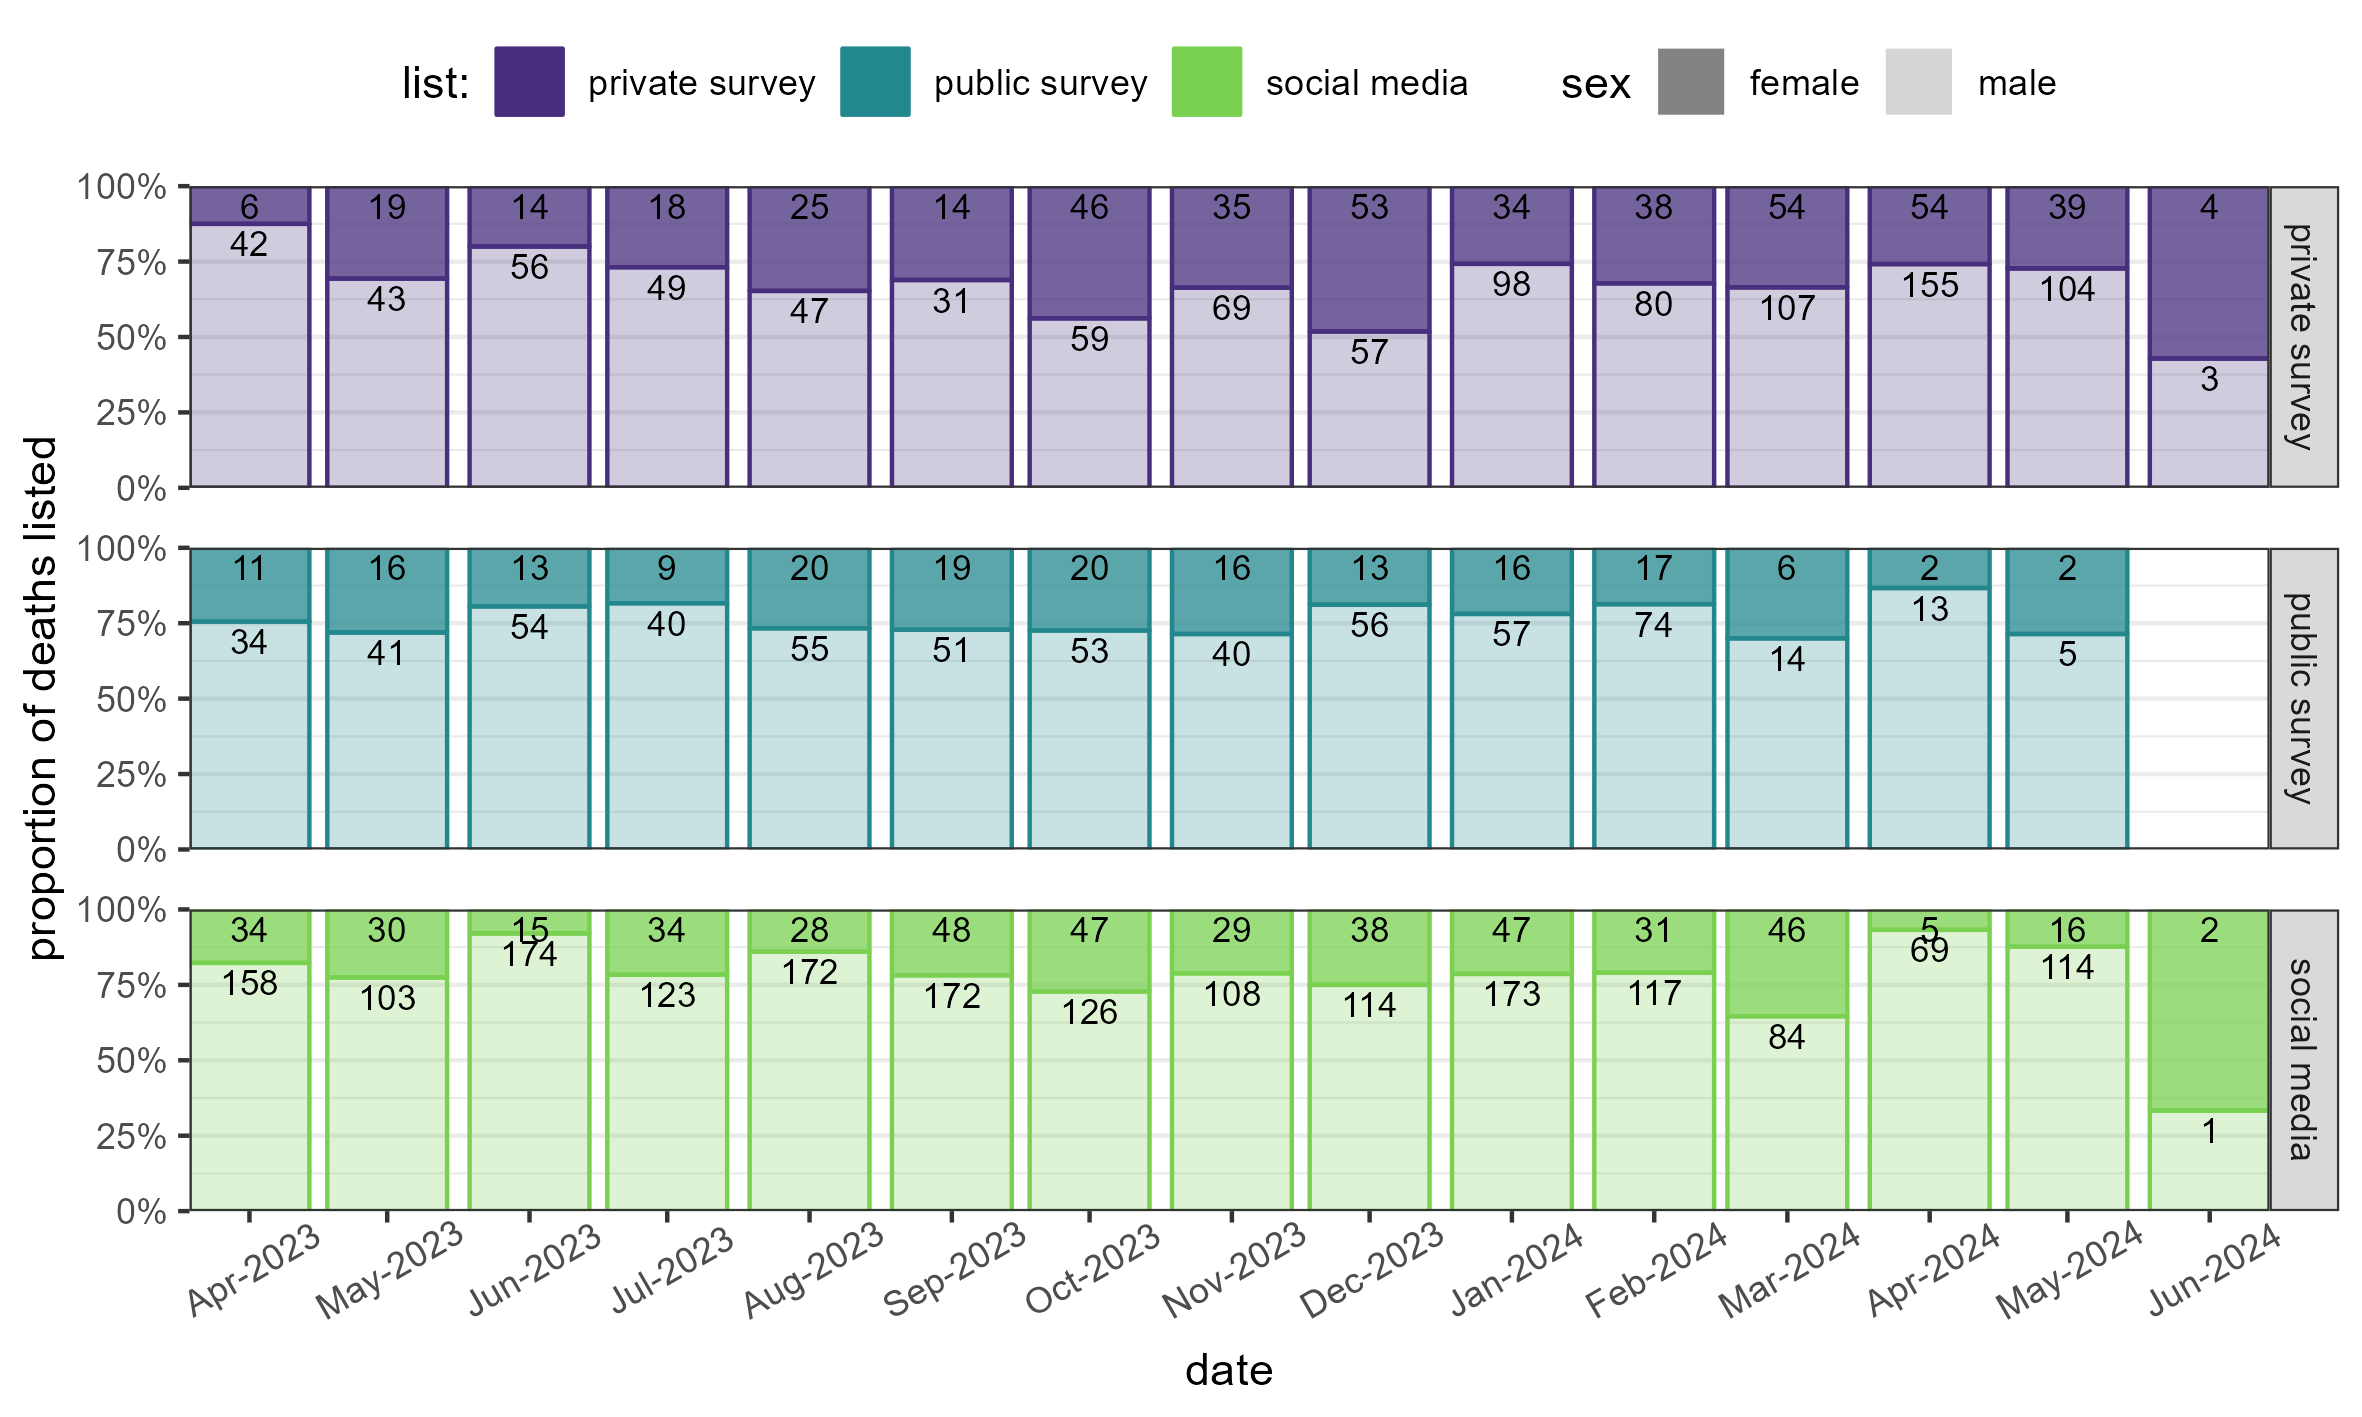 list: private survey public survey social media sex female male
proportion of deaths listed
100%
75%
50%
25%
0%
6 19 14 18 25 14 46 35 53 34 38 54 54 39 4
42 43 56 49 47 31 59 69 57 98 80 107 155 104 3
private survey
100%
75%
50%
25%
0%
11 16 13 9 20 19 20 16 13 16 17 6 2 2
34 41 54 40 55 51 53 40 56 57 74 14 13 5
public survey
100%
75%
50%
25%
0%
34 30 15 34 28 48 47 29 38 47 31 46 5 16 2
158 103 174 123 172 172 126 108 114 173 117 84 69 114 1
social media
Apr-2023 May-2023 Jun-2023 Jul-2023 Aug-2023 Sep-2023 Oct-2023 Nov-2023 Dec-2023 Jan-2024 Feb-2024 Mar-2024 Apr-2024 May-2024 Jun-2024
date